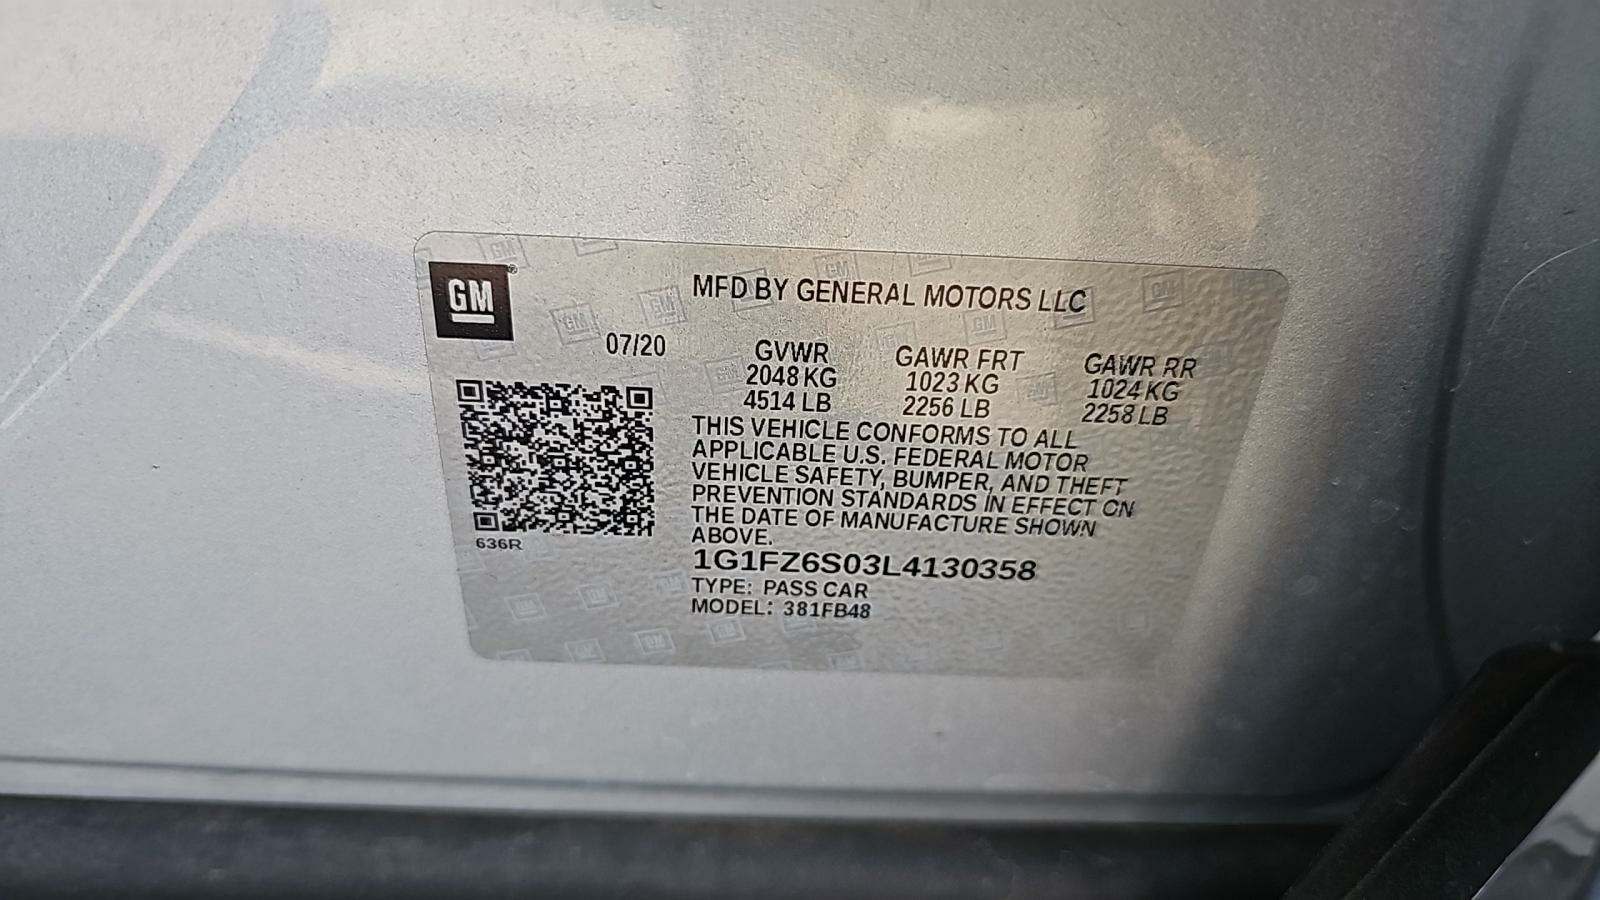 GM
MFD BY GENERAL MOTORS LLC
07/20
GVWR GAWR FRT GAWR RR
2048 KG 1023 KG 1024 KG
4514 LB 2256 LB 2258 LB
THIS VEHICLE CONFORMS TO ALL
APPLICABLE U.S. FEDERAL MOTOR
VEHICLE SAFETY, BUMPER, AND THEFT
PREVENTION STANDARDS IN EFFECT ON
THE DATE OF MANUFACTURE SHOWN
ABOVE.
636R
1G1FZ6S03L4130358
TYPE: PASS CAR
MODEL: 381FB48